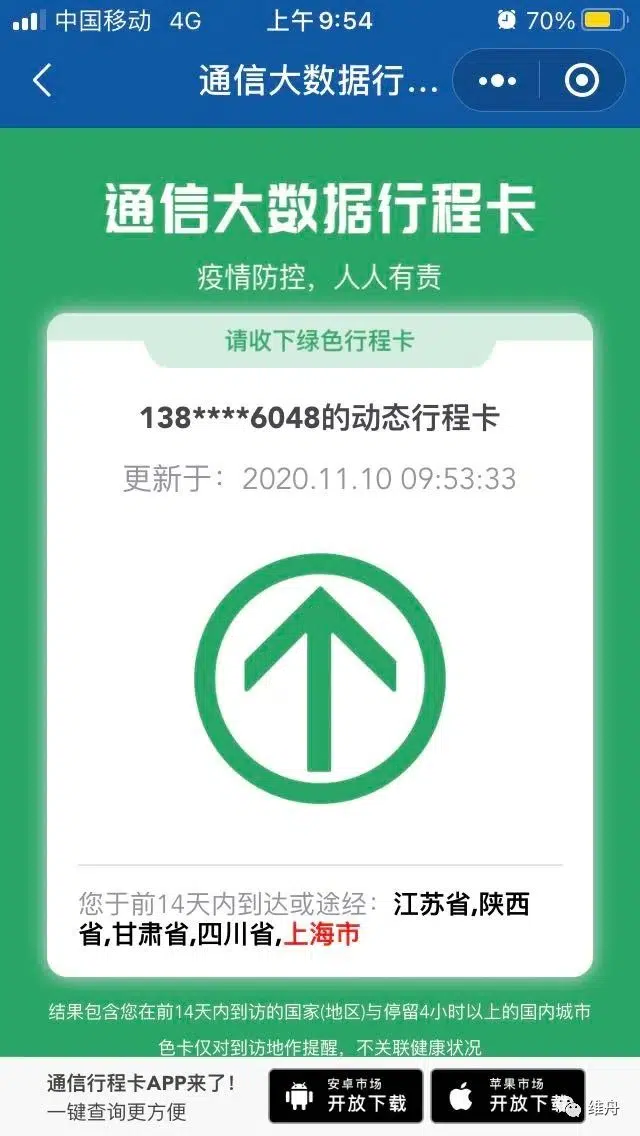 中国移动 4G 上午9:54 70%
通信大数据行...
通信大数据行程卡
疫情防控，人人有责
请收下绿色行程卡
138****6048的动态行程卡
更新于：2020.11.10 09:53:33
您于前14天内到达或途经：江苏省,陕西
省,甘肃省,四川省,上海市
结果包含您在前14天内到访的国家(地区)与停留4小时以上的国内城市
色卡仅对到访地作提醒，不关联健康状况
通信行程卡APP来了！
一键查询更方便
安卓市场
开放下载
苹果市场
开放下载
维舟